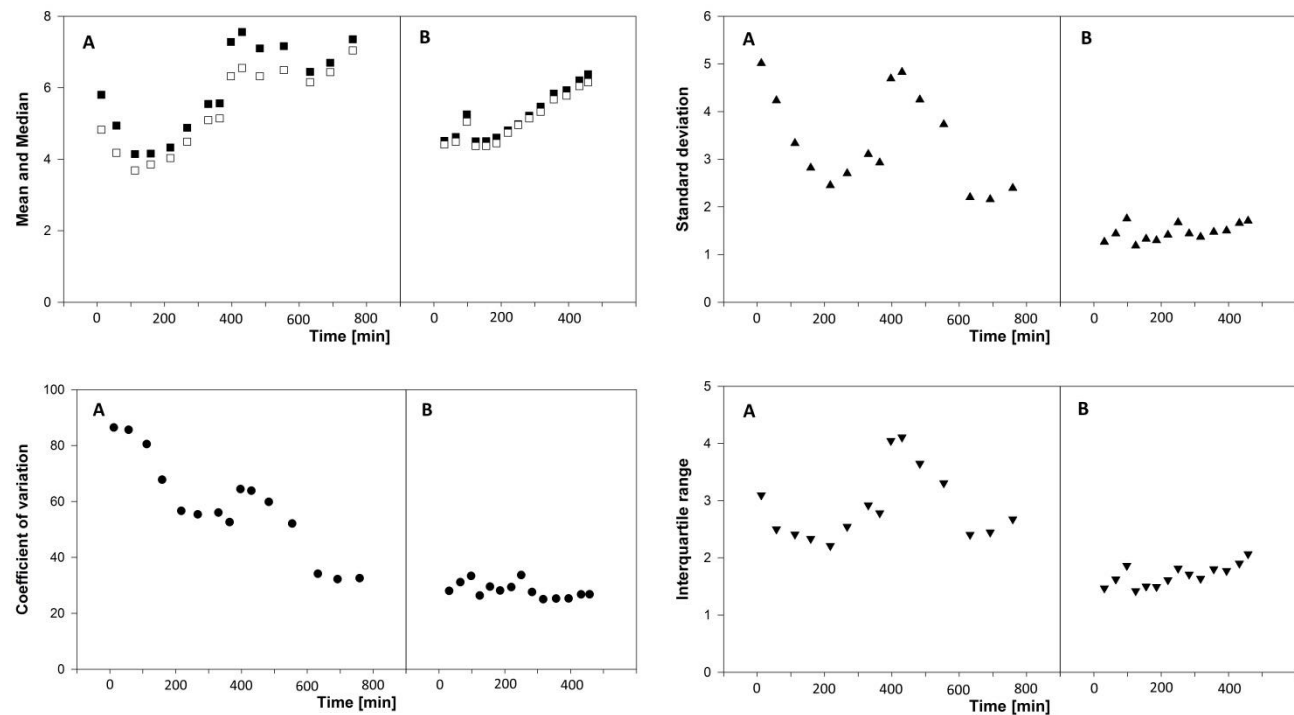 8
6
4
2
0
Mean and Median
A
B
0 200 400 600 800 0 200 400
Time [min]
6
5
4
3
2
1
0
Standard deviation
A
B
0 200 400 600 800 0 200 400
Time [min]
100
80
60
40
20
0
Coefficient of variation
A
B
0 200 400 600 800 0 200 400
Time [min]
5
4
3
2
1
0
Interquartile range
A
B
0 200 400 600 800 0 200 400
Time [min]